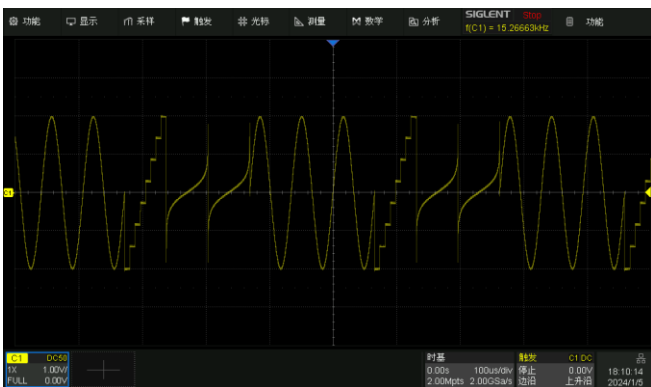 功能 显示 采样 触发 光标 测量 数学 分析 SIGLENT Stop 功能
f(C1) = 15.26663kHz
C1
C1 DC50
1X 1.00V/
FULL 0.00V
时基
0.00s 100us/div
2.00Mpts 2.00GSa/s
触发 C1 DC
停止 0.00V
边沿 上升沿
18:10:14
2024/1/5